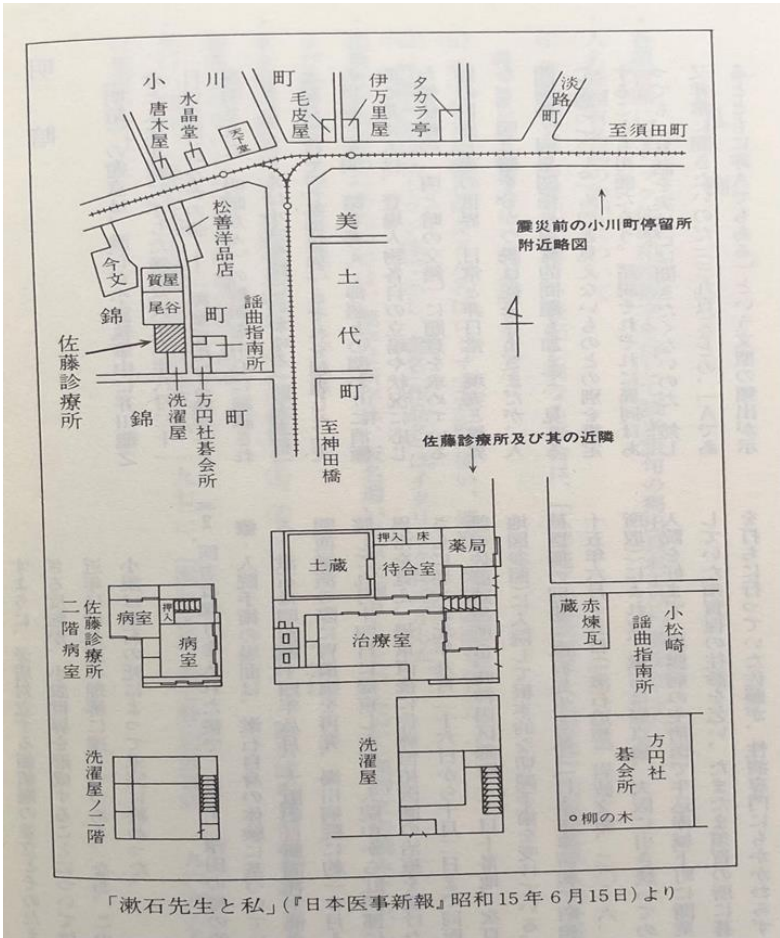 小川町
唐木屋
水晶堂
天下堂
毛皮屋
伊万里屋
タカラ亭
淡路町
至須田町
震災前の小川町停留所
附近略図
松善洋品店
今文
質屋
尾谷
錦町
謡曲指南所
美土代町
佐藤診療所
洗濯屋
方円社碁会所
錦町
至神田橋
佐藤診療所及び其の近隣
土蔵
押入
床
待合室
薬局
治療室
病室
押入
病室
佐藤診療所
二階病室
赤煉瓦
蔵
小松崎
謡曲指南所
洗濯屋
洗濯屋ノ二階
方円社
碁会所
柳の木
「漱石先生と私」(『日本医事新報』昭和15年6月15日)より